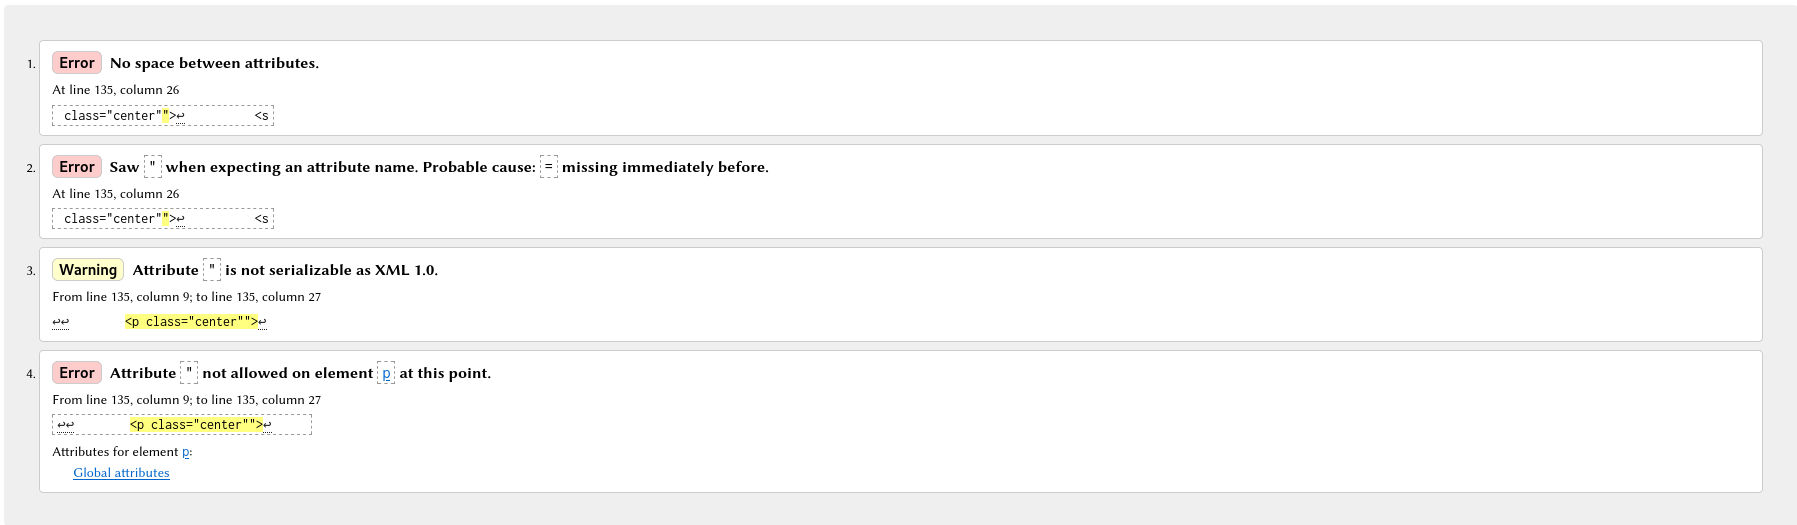 1. Error No space between attributes.
At line 135, column 26
class="center"">↩ <s
2. Error Saw " when expecting an attribute name. Probable cause: = missing immediately before.
At line 135, column 26
class="center"">↩ <s
3. Warning Attribute " is not serializable as XML 1.0.
From line 135, column 9; to line 135, column 27
↩↩ <p class="center"">↩
4. Error Attribute " not allowed on element p at this point.
From line 135, column 9; to line 135, column 27
↩↩ <p class="center"">↩
Attributes for element p:
Global attributes